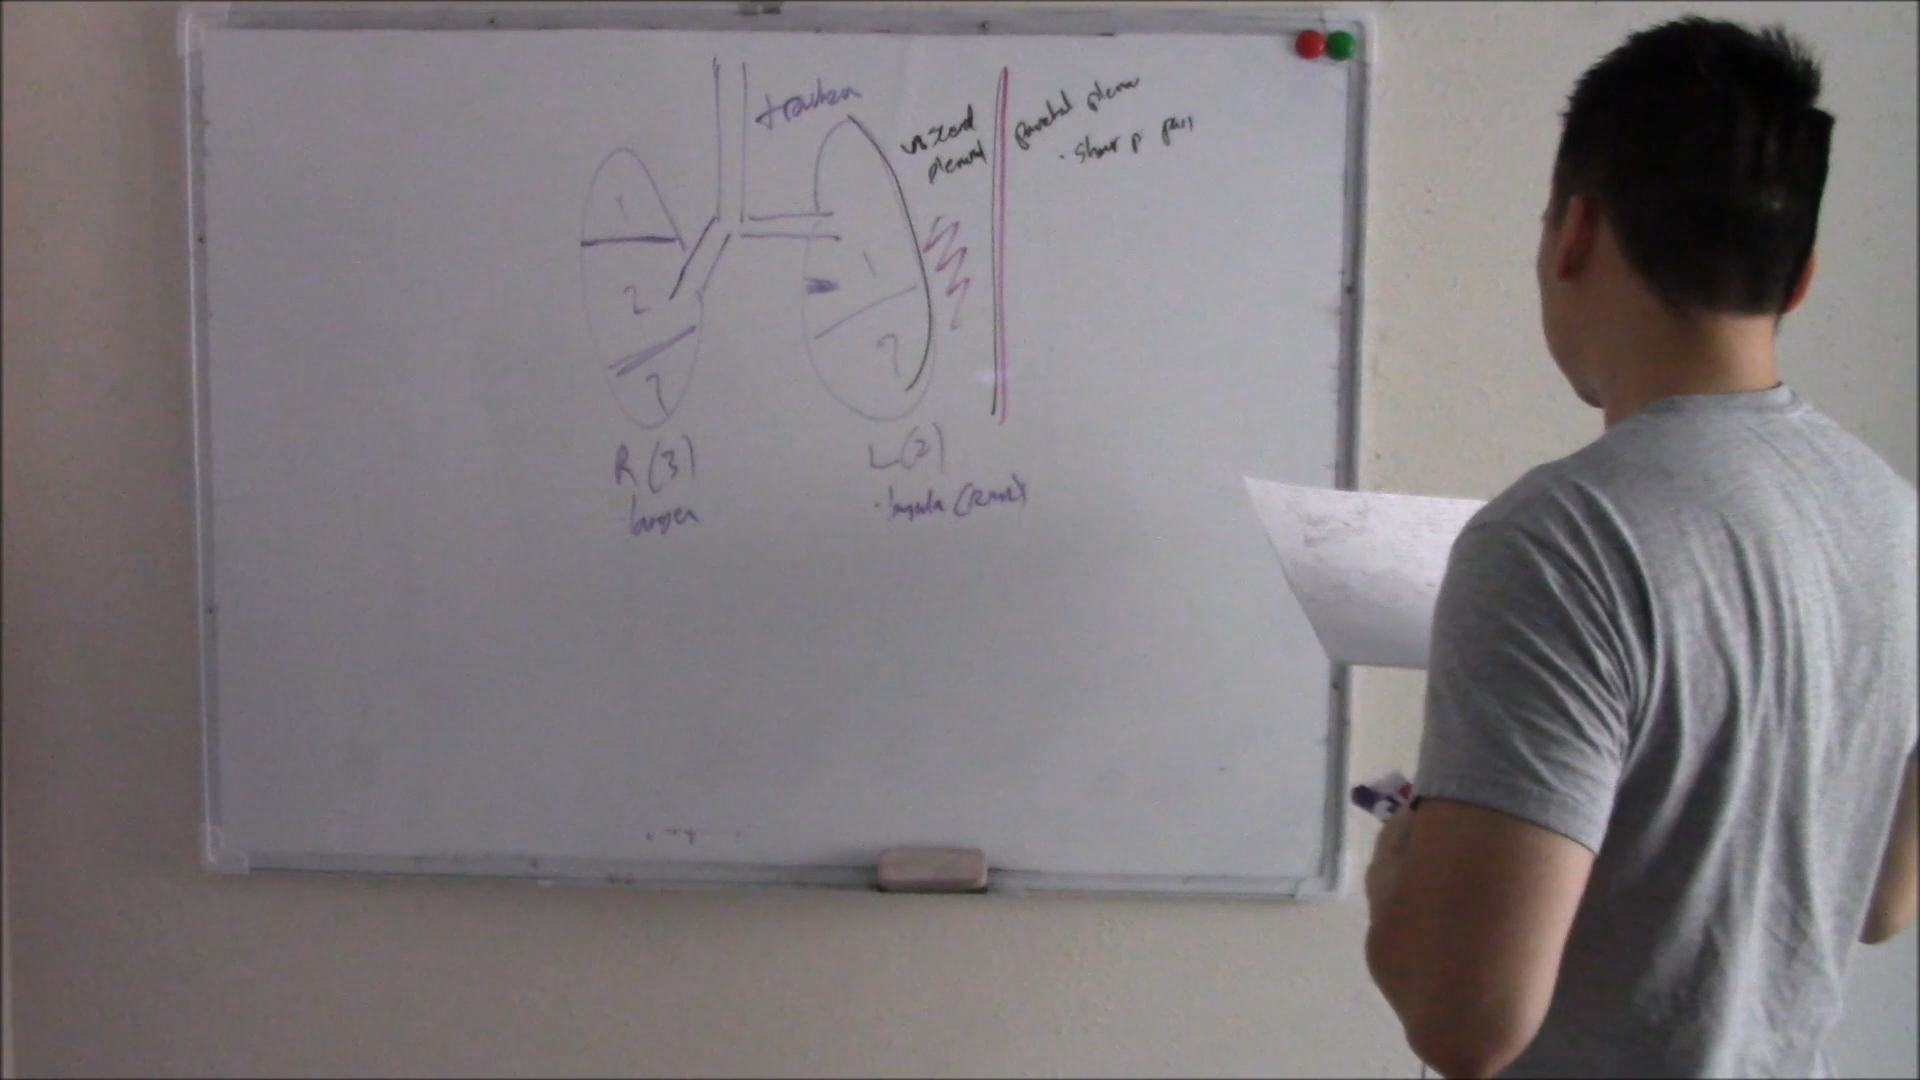 trachea
visceral
pleura
parietal pleura
· sharp pain
1
2
3
1
2
R (3)
larger
L (2)
· lingula